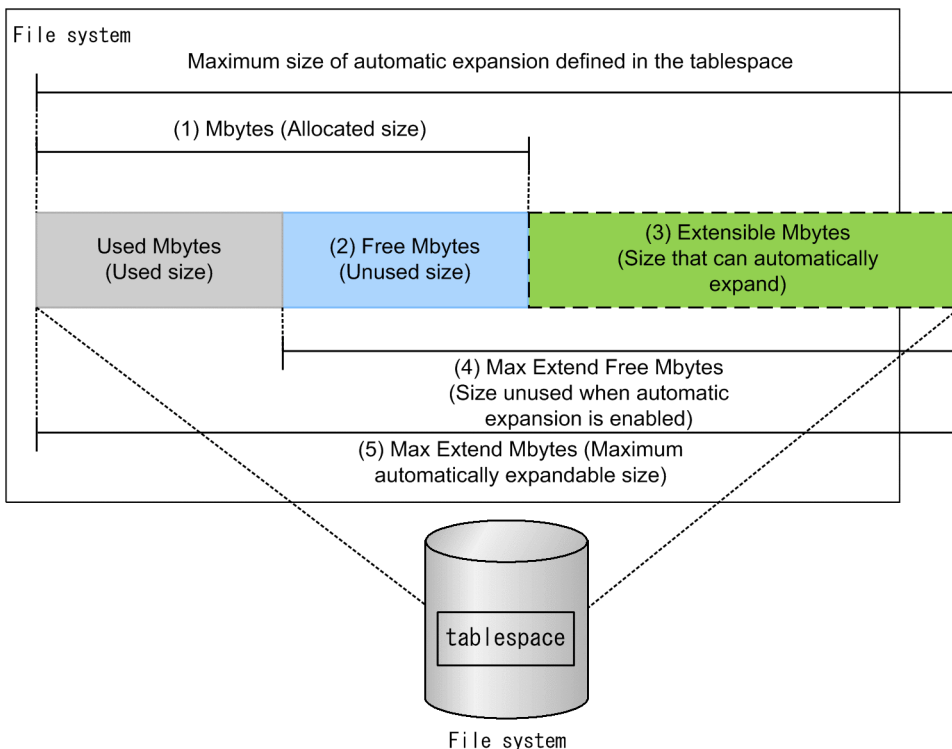 File system
Maximum size of automatic expansion defined in the tablespace
(1) Mbytes (Allocated size)
Used Mbytes
(Used size)
(2) Free Mbytes
(Unused size)
(3) Extensible Mbytes
(Size that can automatically
expand)
(4) Max Extend Free Mbytes
(Size unused when automatic
expansion is enabled)
(5) Max Extend Mbytes (Maximum
automatically expandable size)
tablespace
File system